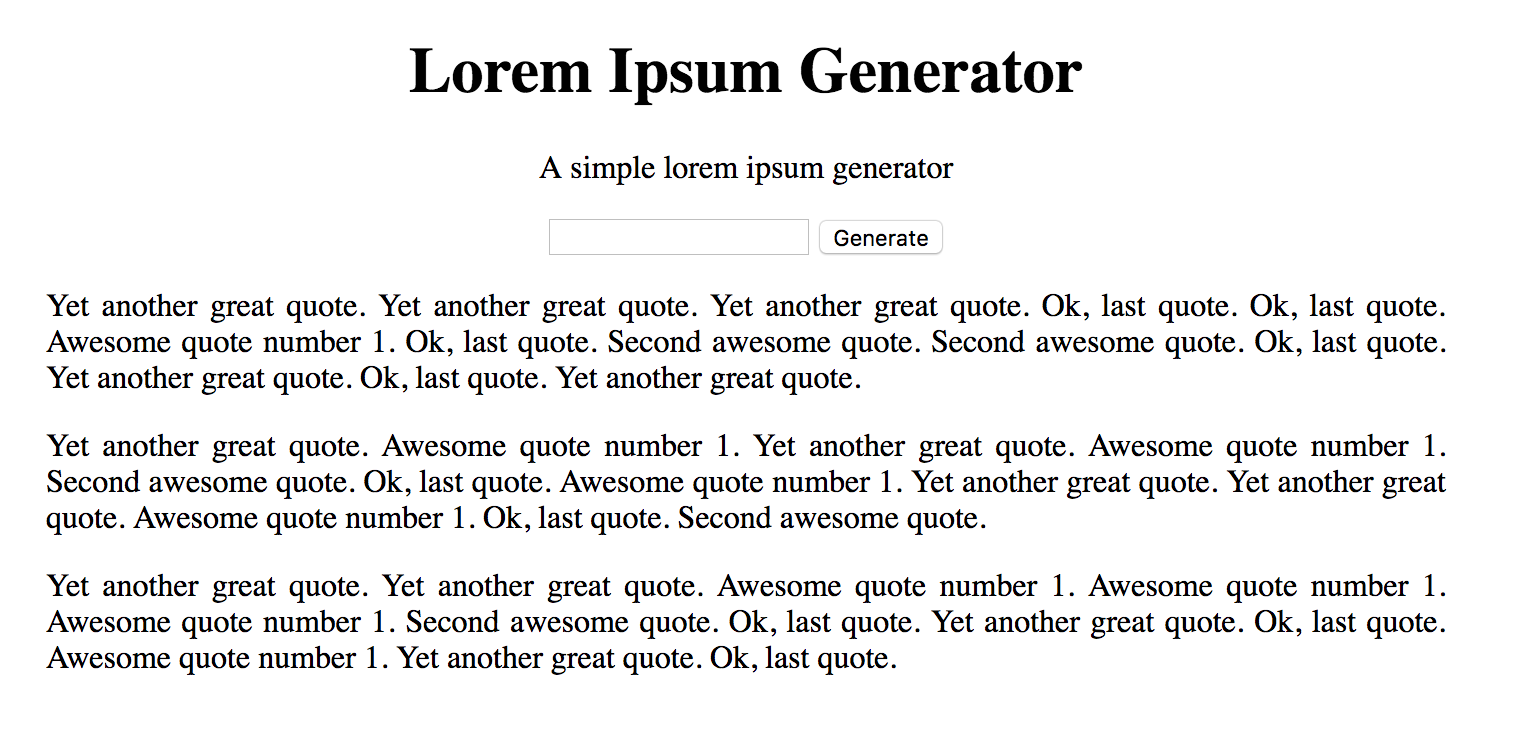 Lorem Ipsum Generator
A simple lorem ipsum generator
Generate
Yet another great quote. Yet another great quote. Yet another great quote. Ok, last quote. Ok, last quote.
Awesome quote number 1. Ok, last quote. Second awesome quote. Second awesome quote. Ok, last quote.
Yet another great quote. Ok, last quote. Yet another great quote.
Yet another great quote. Awesome quote number 1. Yet another great quote. Awesome quote number 1.
Second awesome quote. Ok, last quote. Awesome quote number 1. Yet another great quote. Yet another great
quote. Awesome quote number 1. Ok, last quote. Second awesome quote.
Yet another great quote. Yet another great quote. Awesome quote number 1. Awesome quote number 1.
Awesome quote number 1. Second awesome quote. Ok, last quote. Yet another great quote. Ok, last quote.
Awesome quote number 1. Yet another great quote. Ok, last quote.